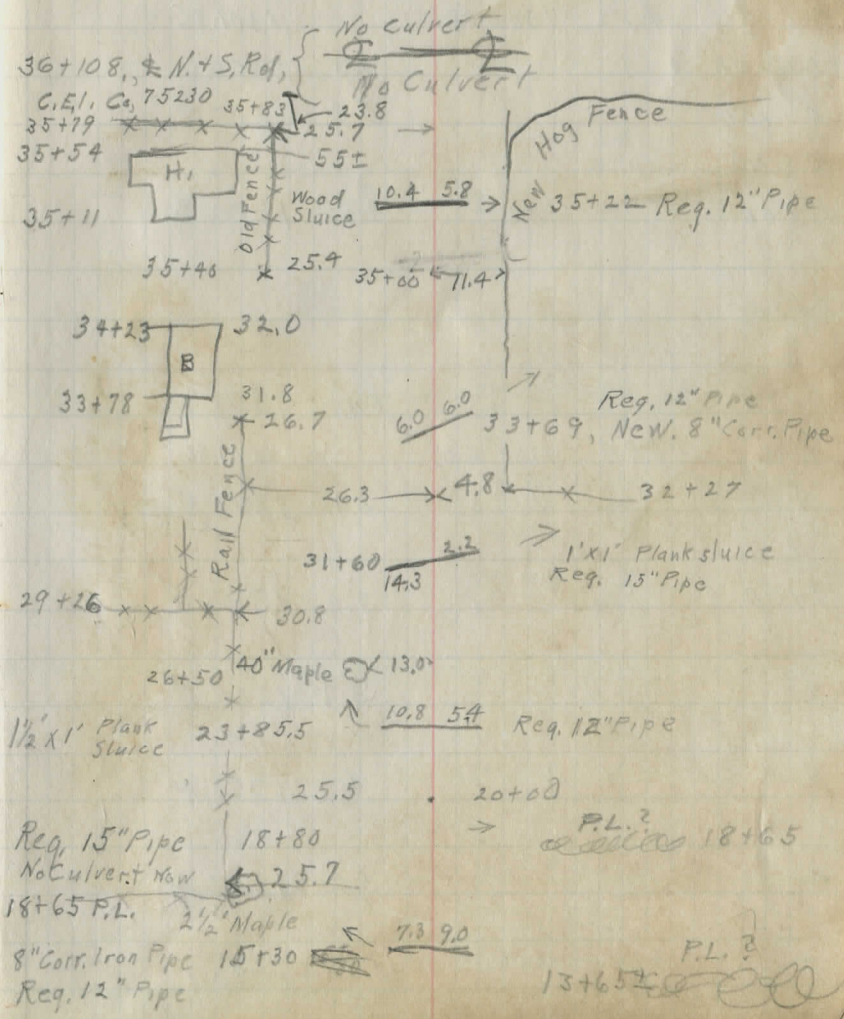 No Culvert
36+108, ℄ N.+S, Rd,
No Culvert
C.E.I. Co, 75230
35+83
23.8
35+79
25.7
Hog Fence
35+54
55±
H,
Old Fence
Wood
Sluice
10.4 5.8
New
35+22 Req. 12" Pipe
35+11
35+40
25.4
35+00
11.4
34+23
32.0
B
33+78
31.8
26.7
6.0 6.0
Req. 12" Pipe
33+69, New. 8" Corr. Pipe
Rail Fence
26.3
4.8
32+27
31+60
2.2
14.3
1'x1' Plank sluice
Req. 15" Pipe
29+26
30.8
26+50
40" Maple
13.0
1½'x1' Plank
Sluice
23+85.5
10.8 5.4
Req. 12" Pipe
25.5
20+00
Req. 15" Pipe
18+80
P.L.?
18+65
No Culvert Now
25.7
18+65 P.L.
2½' Maple
8" Corr. Iron Pipe
15+30
7.3 9.0
P.L.?
13+65±
Req. 12" Pipe